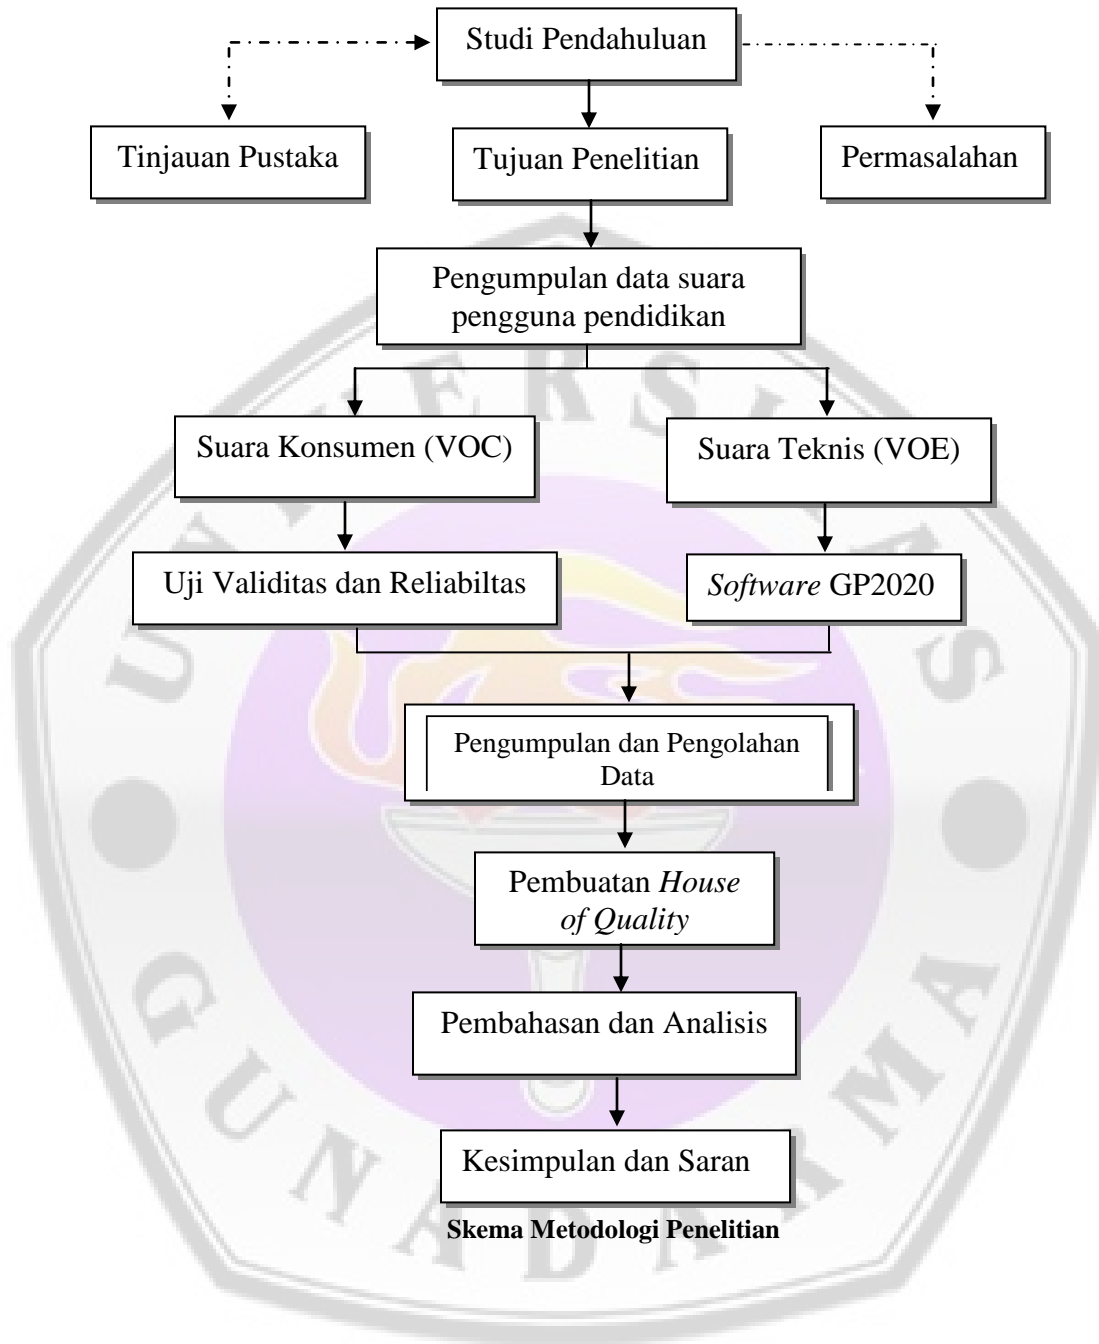 Studi Pendahuluan
Tinjauan Pustaka
Tujuan Penelitian
Permasalahan
Pengumpulan data suara
pengguna pendidikan
Suara Konsumen (VOC)
Suara Teknis (VOE)
Uji Validitas dan Reliabiltas
Software GP2020
Pengumpulan dan Pengolahan
Data
Pembuatan House
of Quality
Pembahasan dan Analisis
Kesimpulan dan Saran
Skema Metodologi Penelitian
UNIVERSITAS
GUNADARMA